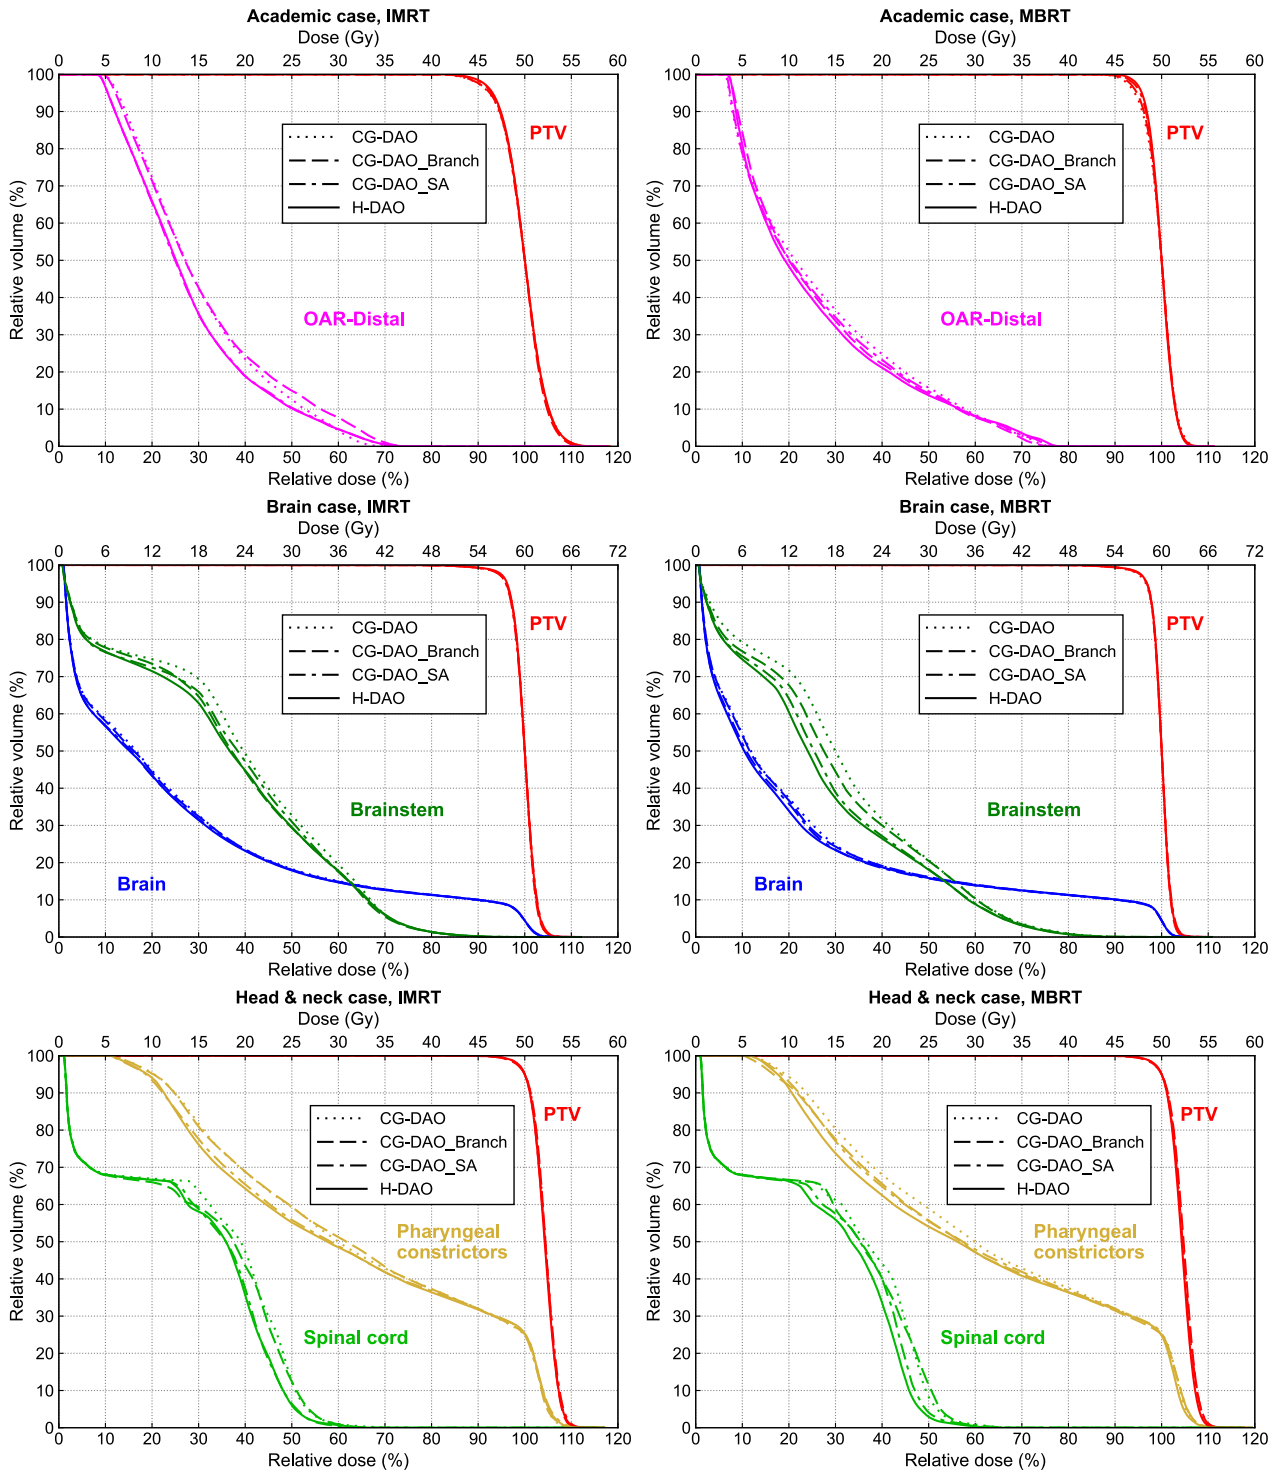 Academic case, IMRT
Dose (Gy)
0 5 10 15 20 25 30 35 40 45 50 55 60
Relative volume (%)
100
90
80
70
60
50
40
30
20
10
0
CG-DAO
CG-DAO_Branch
CG-DAO_SA
H-DAO
PTV
OAR-Distal
0 10 20 30 40 50 60 70 80 90 100 110 120
Relative dose (%)
Academic case, MBRT
Dose (Gy)
0 5 10 15 20 25 30 35 40 45 50 55 60
Relative volume (%)
100
90
80
70
60
50
40
30
20
10
0
CG-DAO
CG-DAO_Branch
CG-DAO_SA
H-DAO
PTV
OAR-Distal
0 10 20 30 40 50 60 70 80 90 100 110 120
Relative dose (%)
Brain case, IMRT
Dose (Gy)
0 6 12 18 24 30 36 42 48 54 60 66 72
Relative volume (%)
100
90
80
70
60
50
40
30
20
10
0
CG-DAO
CG-DAO_Branch
CG-DAO_SA
H-DAO
PTV
Brainstem
Brain
0 10 20 30 40 50 60 70 80 90 100 110 120
Relative dose (%)
Brain case, MBRT
Dose (Gy)
0 6 12 18 24 30 36 42 48 54 60 66 72
Relative volume (%)
100
90
80
70
60
50
40
30
20
10
0
CG-DAO
CG-DAO_Branch
CG-DAO_SA
H-DAO
PTV
Brainstem
Brain
0 10 20 30 40 50 60 70 80 90 100 110 120
Relative dose (%)
Head & neck case, IMRT
Dose (Gy)
0 5 10 15 20 25 30 35 40 45 50 55 60
Relative volume (%)
100
90
80
70
60
50
40
30
20
10
0
CG-DAO
CG-DAO_Branch
CG-DAO_SA
H-DAO
PTV
Pharyngeal
constrictors
Spinal cord
0 10 20 30 40 50 60 70 80 90 100 110 120
Relative dose (%)
Head & neck case, MBRT
Dose (Gy)
0 5 10 15 20 25 30 35 40 45 50 55 60
Relative volume (%)
100
90
80
70
60
50
40
30
20
10
0
CG-DAO
CG-DAO_Branch
CG-DAO_SA
H-DAO
PTV
Pharyngeal
constrictors
Spinal cord
0 10 20 30 40 50 60 70 80 90 100 110 120
Relative dose (%)